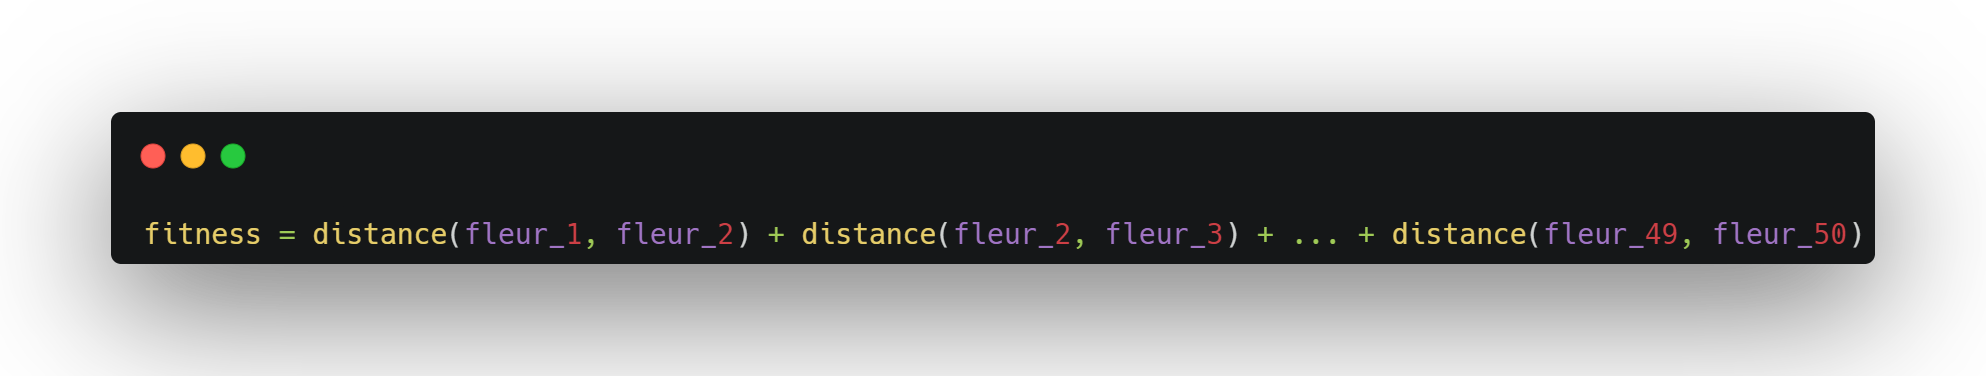 fitness = distance(fleur_1, fleur_2) + distance(fleur_2, fleur_3) + ... + distance(fleur_49, fleur_50)